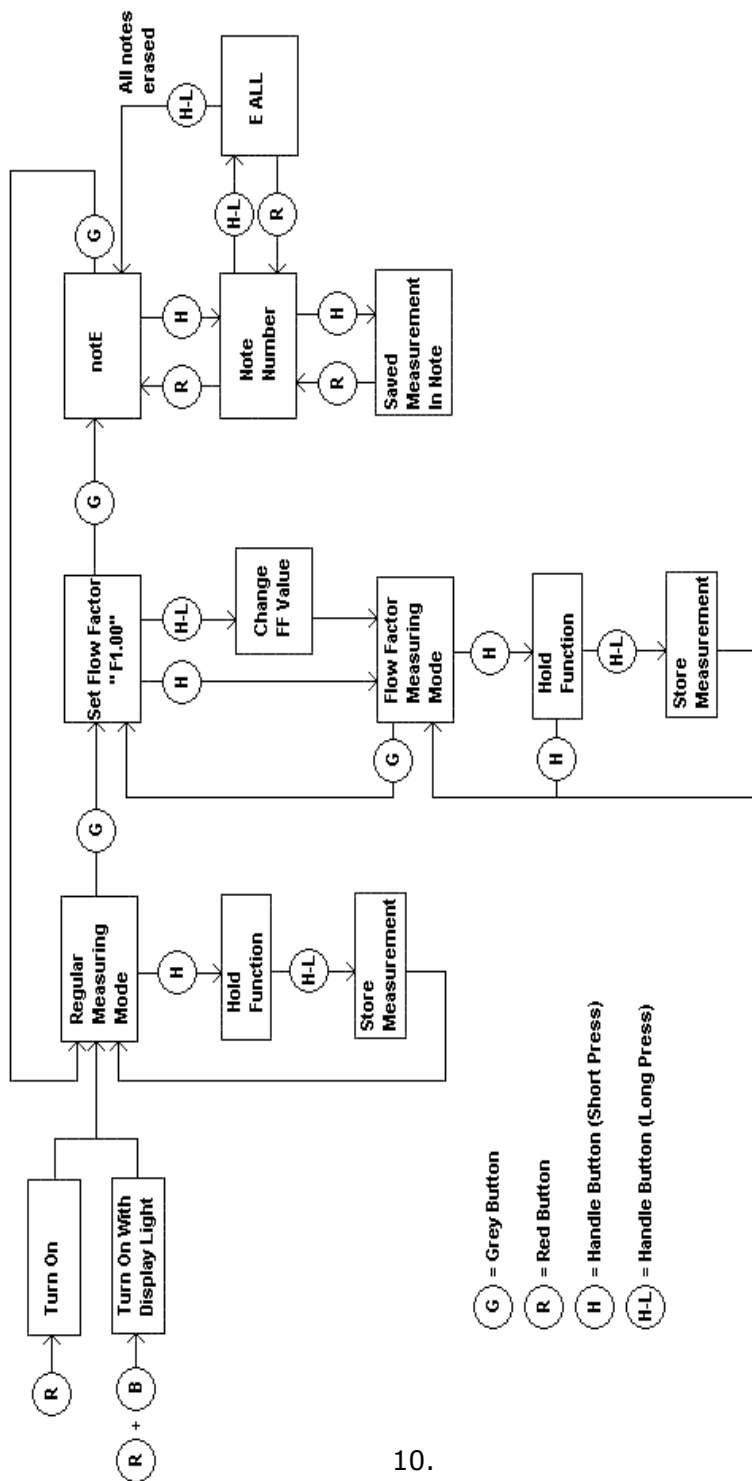 R
Turn On
R + B
Turn On With
Display Light
Regular
Measuring
Mode
H
Hold
Function
H-L
Store
Measurement
G
Set Flow Factor
"F1.00"
H
H-L
Change
FF Value
G
Flow Factor
Measuring
Mode
H
Hold
Function
H
H-L
Store
Measurement
G
notE
G
R
H
Note
Number
H-L
R
E ALL
H-L
All notes
erased
R
H
Saved
Measurement
In Note
G = Grey Button
R = Red Button
H = Handle Button (Short Press)
H-L = Handle Button (Long Press)
10.